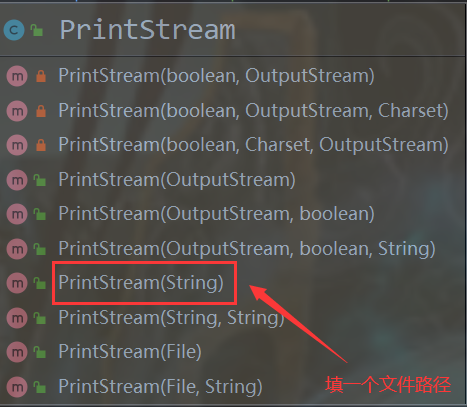 PrintStream
PrintStream(boolean, OutputStream)
PrintStream(boolean, OutputStream, Charset)
PrintStream(boolean, Charset, OutputStream)
PrintStream(OutputStream)
PrintStream(OutputStream, boolean)
PrintStream(OutputStream, boolean, String)
PrintStream(String)
PrintStream(String, String)
PrintStream(File)
PrintStream(File, String)
填一个文件路径